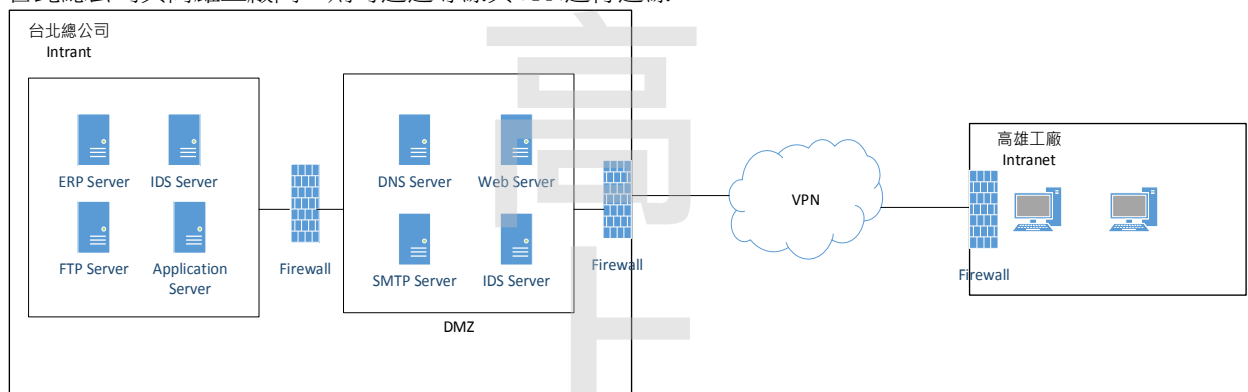 台北總公司
Intrant
ERP Server
IDS Server
FTP Server
Application
Server
Firewall
DNS Server
Web Server
SMTP Server
IDS Server
DMZ
Firewall
VPN
高雄工廠
Intranet
Firewall
高